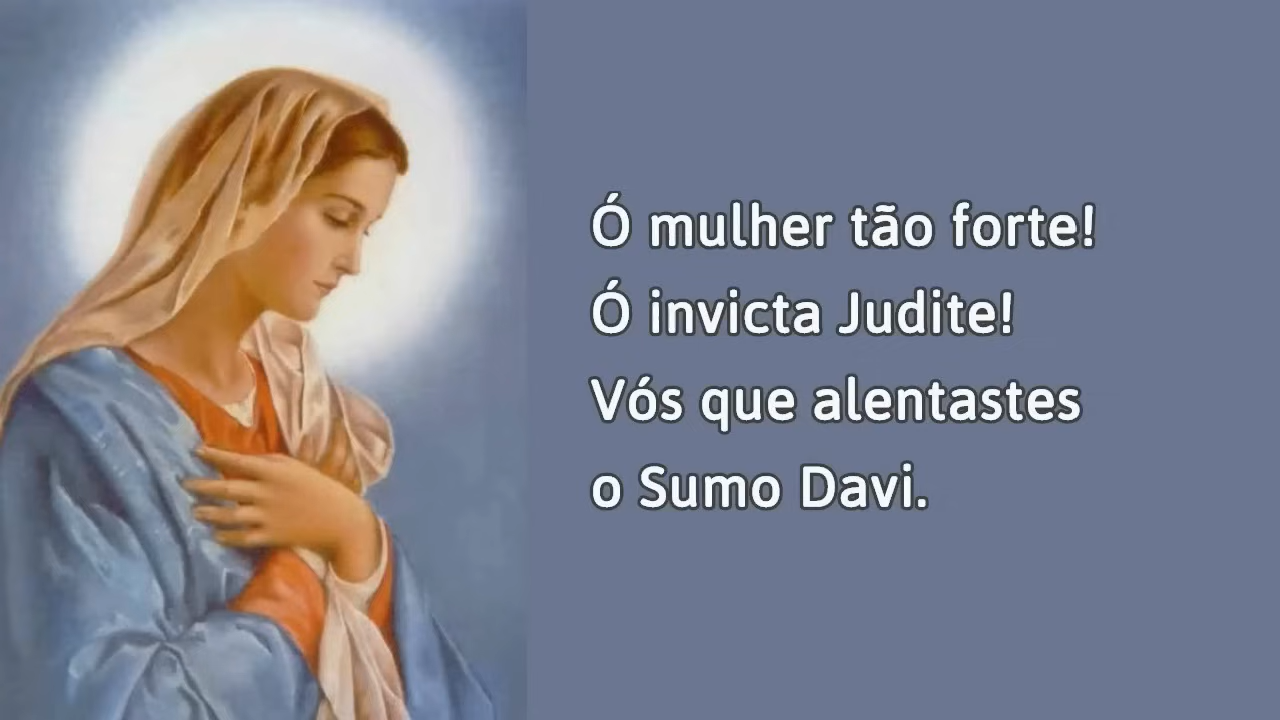 Ó mulher tão forte!
Ó invicta Judite!
Vós que alentastes
o Sumo Davi.